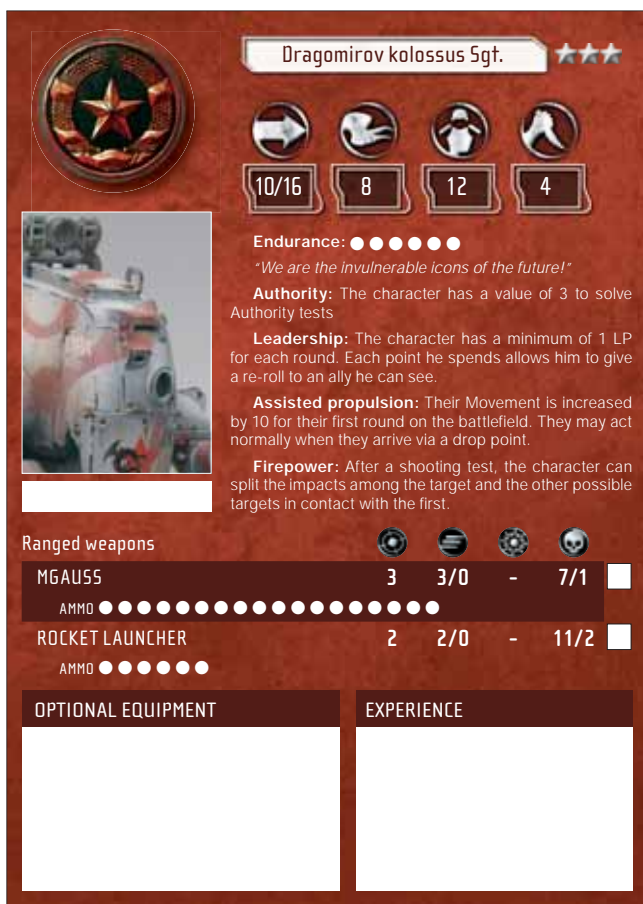 Dragomirov kolossus Sgt.
10/16 8 12 4
Endurance:
“We are the invulnerable icons of the future!”
Authority: The character has a value of 3 to solve
Authority tests
Leadership: The character has a minimum of 1 LP
for each round. Each point he spends allows him to give
a re-roll to an ally he can see.
Assisted propulsion: Their Movement is increased
by 10 for their first round on the battlefield. They may act
normally when they arrive via a drop point.
Firepower: After a shooting test, the character can
split the impacts among the target and the other possible
targets in contact with the first.
Ranged weapons
MGAUSS 3 3/0 - 7/1
AMMO
ROCKET LAUNCHER 2 2/0 - 11/2
AMMO
OPTIONAL EQUIPMENT
EXPERIENCE